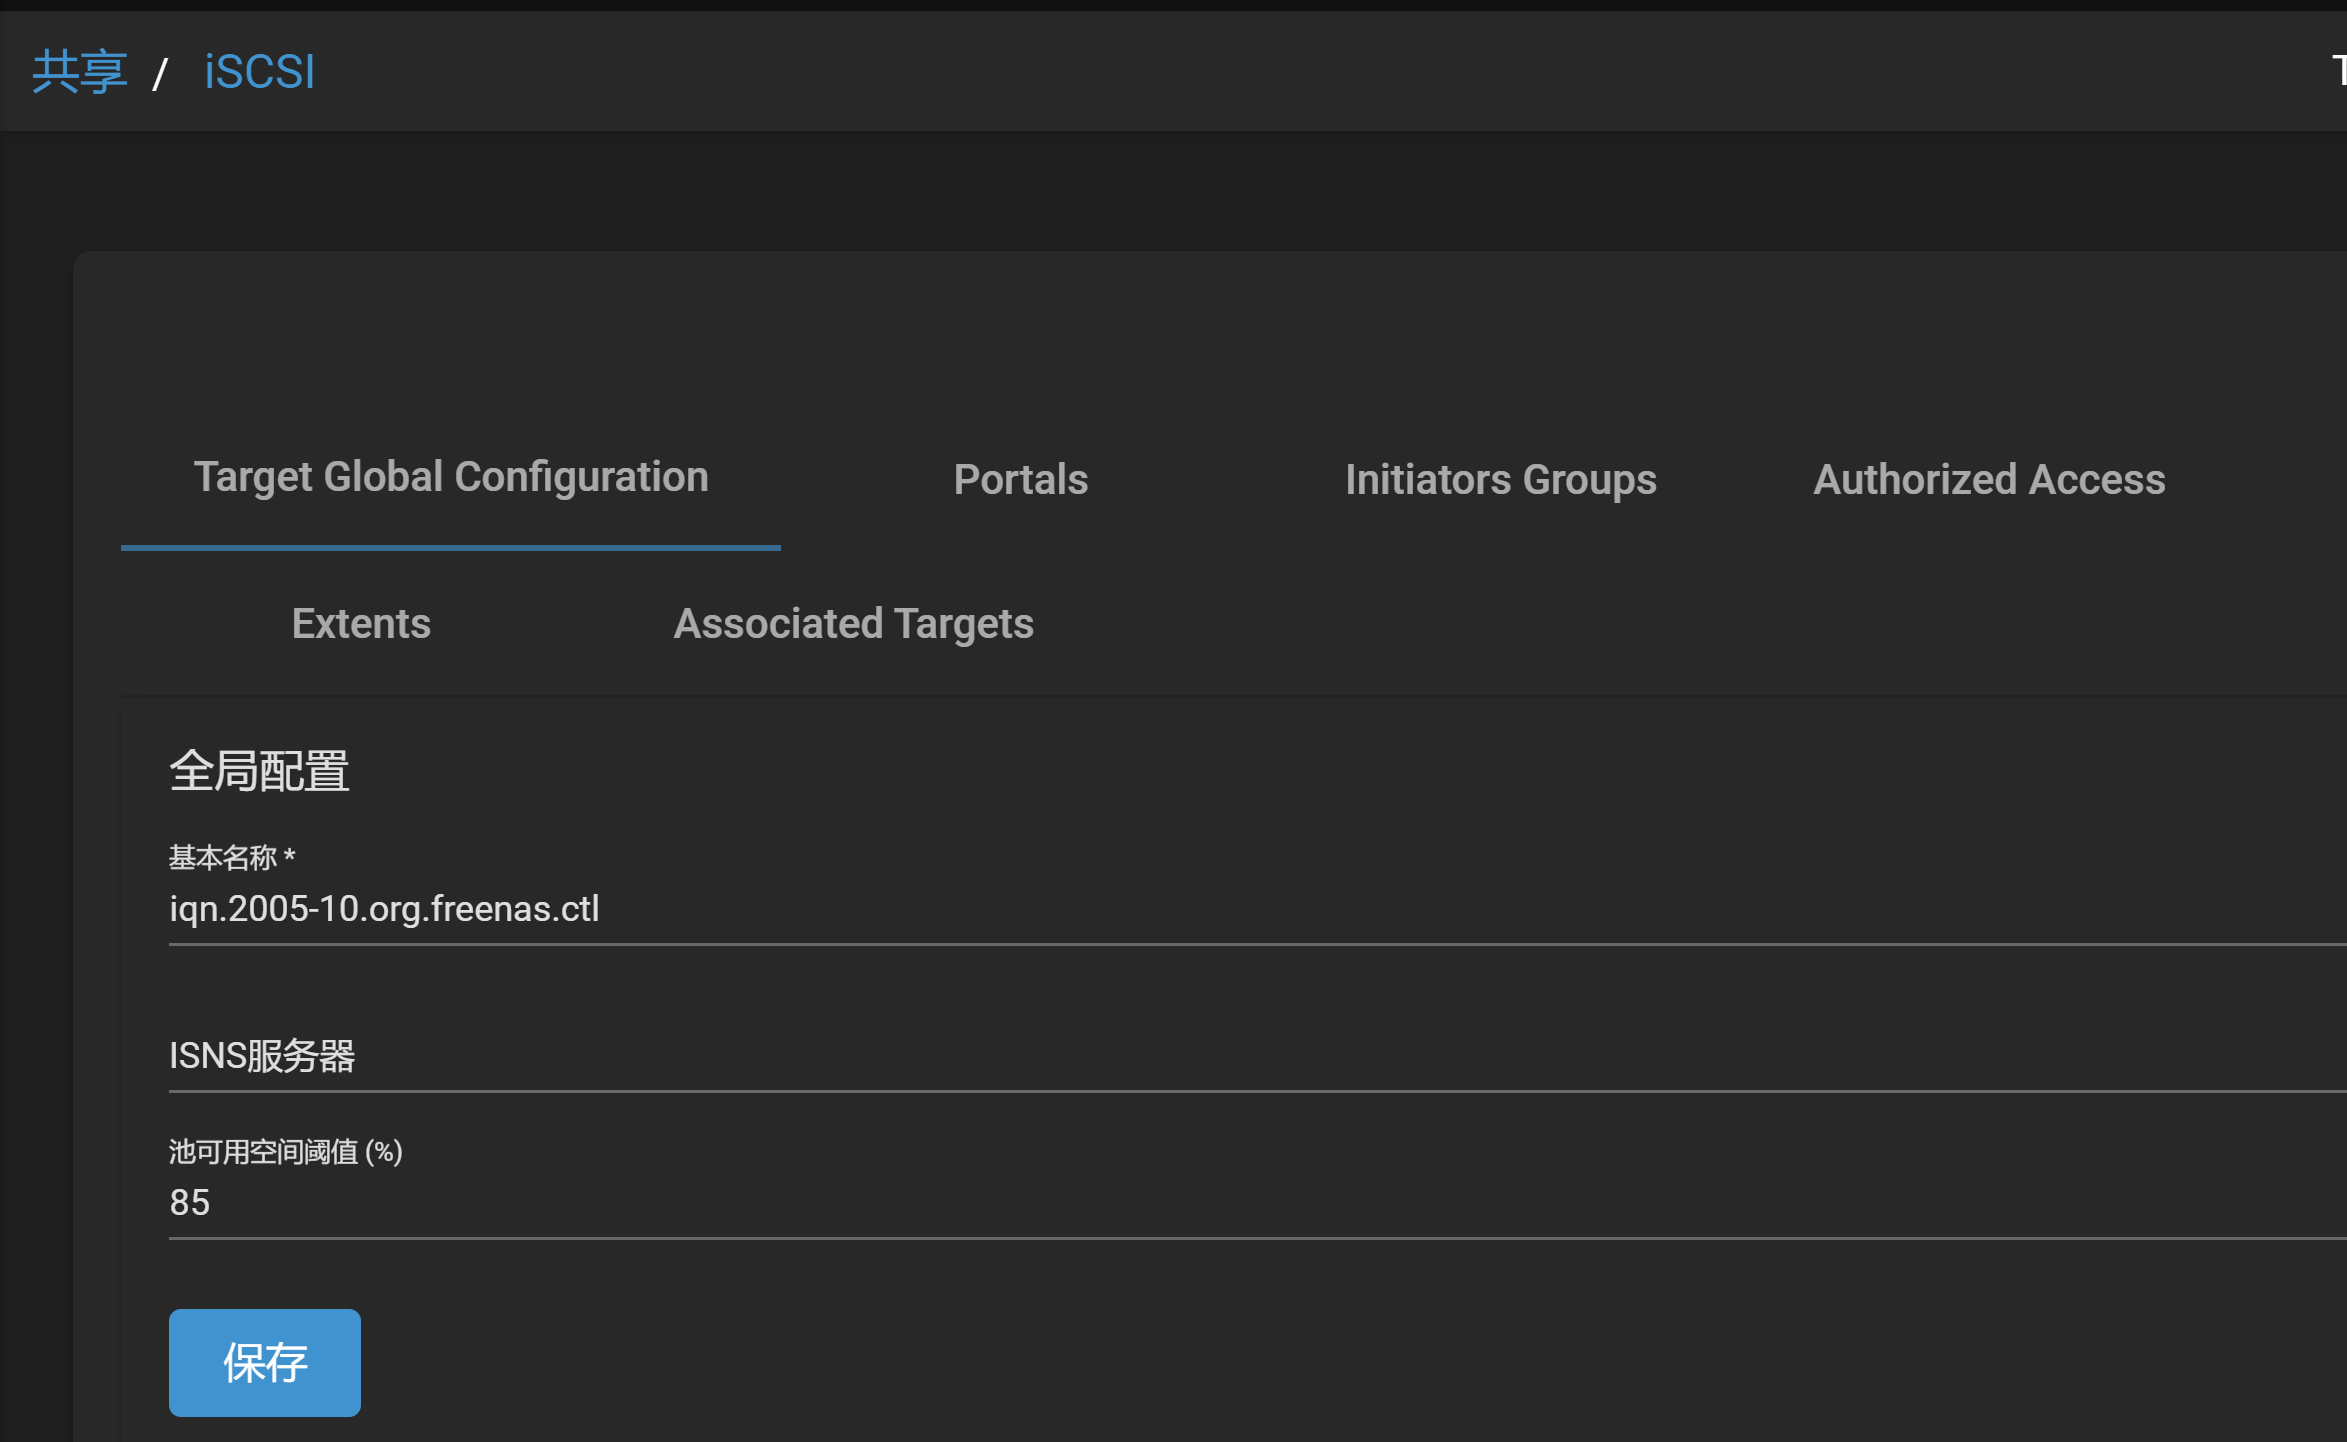 共享 / iSCSI
Target Global Configuration Portals Initiators Groups Authorized Access
Extents Associated Targets
全局配置
基本名称 *
iqn.2005-10.org.freenas.ctl
ISNS服务器
池可用空间阈值 (%)
85
保存